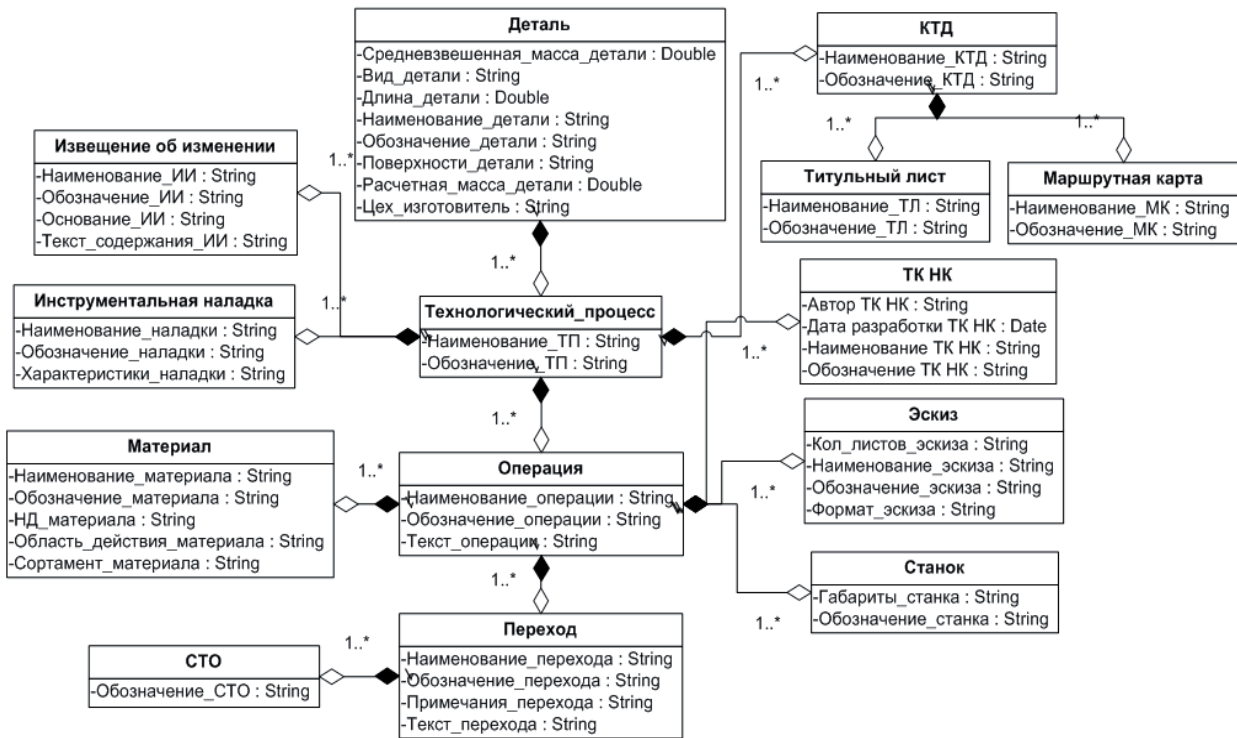 Деталь
-Средневзвешенная_масса_детали : Double
-Вид_детали : String
-Длина_детали : Double
-Наименование_детали : String
-Обозначение_детали : String
-Поверхности_детали : String
-Расчетная_масса_детали : Double
-Цех_изготовитель : String
КТД
-Наименование_КТД : String
-Обозначение_КТД : String
1..*
1..*
1..*
Титульный лист
-Наименование_ТЛ : String
-Обозначение_ТЛ : String
Маршрутная карта
-Наименование_МК : String
-Обозначение_МК : String
Извещение об изменении
-Наименование_ИИ : String
-Обозначение_ИИ : String
-Основание_ИИ : String
-Текст_содержания_ИИ : String
1..*
1..*
Инструментальная наладка
-Наименование_наладки : String
-Обозначение_наладки : String
-Характеристики_наладки : String
1..*
Технологический_процесс
-Наименование_ТП : String
-Обозначение_ТП : String
ТК НК
-Автор ТК НК : String
-Дата разработки ТК НК : Date
-Наименование ТК НК : String
-Обозначение ТК НК : String
1..*
1..*
Материал
-Наименование_материала : String
-Обозначение_материала : String
-НД_материала : String
-Область_действия_материала : String
-Сортамент_материала : String
1..*
Операция
-Наименование_операции : String
-Обозначение_операции : String
-Текст_операции : String
Эскиз
-Кол_листов_эскиза : String
-Наименование_эскиза : String
-Обозначение_эскиза : String
-Формат_эскиза : String
1..*
1..*
Станок
-Габариты_станка : String
-Обозначение_станка : String
1..*
СТО
-Обозначение_СТО : String
1..*
Переход
-Наименование_перехода : String
-Обозначение_перехода : String
-Примечания_перехода : String
-Текст_перехода : String